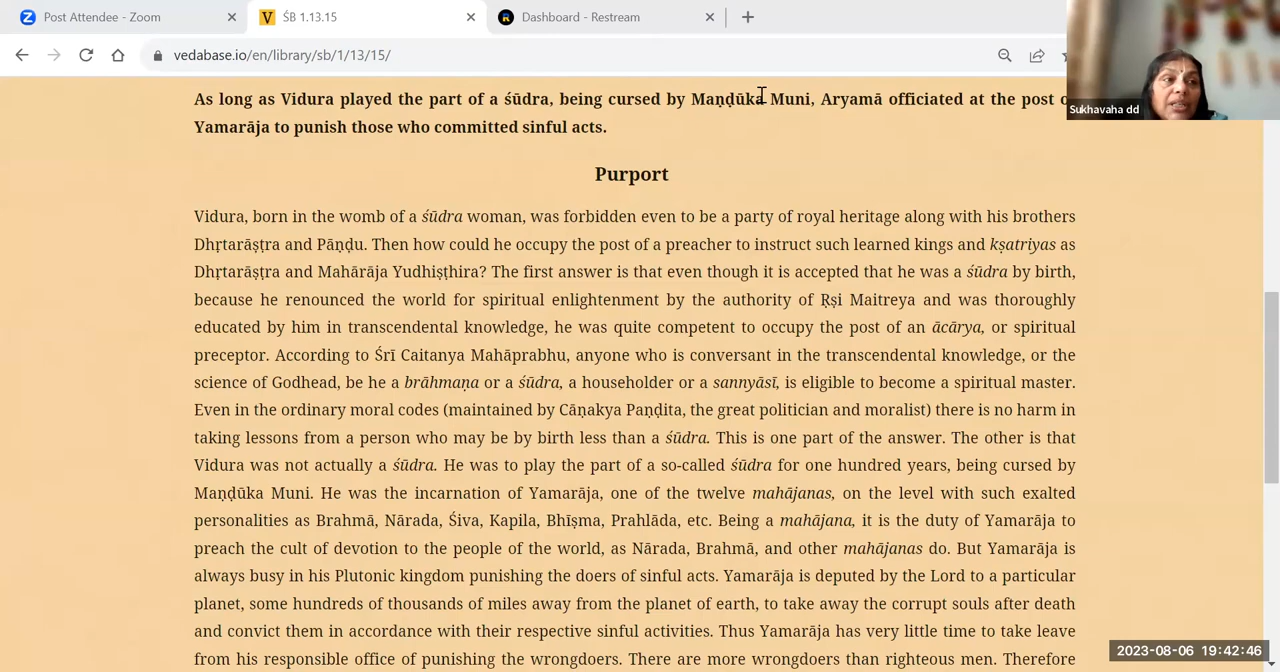 Post Attendee - Zoom
ŚB 1.13.15
Dashboard - Restream
vedabase.io/en/library/sb/1/13/15/
Sukhavaha dd
As long as Vidura played the part of a śūdra, being cursed by Maṇḍūka Muni, Aryamā officiated at the post
Yamarāja to punish those who committed sinful acts.
Purport
Vidura, born in the womb of a śūdra woman, was forbidden even to be a party of royal heritage along with his brothers
Dhṛtarāṣṭra and Pāṇḍu. Then how could he occupy the post of a preacher to instruct such learned kings and kṣatriyas as
Dhṛtarāṣṭra and Mahārāja Yudhiṣṭhira? The first answer is that even though it is accepted that he was a śūdra by birth,
because he renounced the world for spiritual enlightenment by the authority of Ṛṣi Maitreya and was thoroughly
educated by him in transcendental knowledge, he was quite competent to occupy the post of an ācārya, or spiritual
preceptor. According to Śrī Caitanya Mahāprabhu, anyone who is conversant in the transcendental knowledge, or the
science of Godhead, be he a brāhmaṇa or a śūdra, a householder or a sannyāsī, is eligible to become a spiritual master.
Even in the ordinary moral codes (maintained by Cāṇakya Paṇḍita, the great politician and moralist) there is no harm in
taking lessons from a person who may be by birth less than a śūdra. This is one part of the answer. The other is that
Vidura was not actually a śūdra. He was to play the part of a so-called śūdra for one hundred years, being cursed by
Maṇḍūka Muni. He was the incarnation of Yamarāja, one of the twelve mahājanas, on the level with such exalted
personalities as Brahmā, Nārada, Śiva, Kapila, Bhīṣma, Prahlāda, etc. Being a mahājana, it is the duty of Yamarāja to
preach the cult of devotion to the people of the world, as Nārada, Brahmā, and other mahājanas do. But Yamarāja is
always busy in his Plutonic kingdom punishing the doers of sinful acts. Yamarāja is deputed by the Lord to a particular
planet, some hundreds of thousands of miles away from the planet of earth, to take away the corrupt souls after death
and convict them in accordance with their respective sinful activities. Thus Yamarāja has very little time to take leave
from his responsible office of punishing the wrongdoers. There are more wrongdoers than righteous men. Therefore
2023-08-06 19:42:46